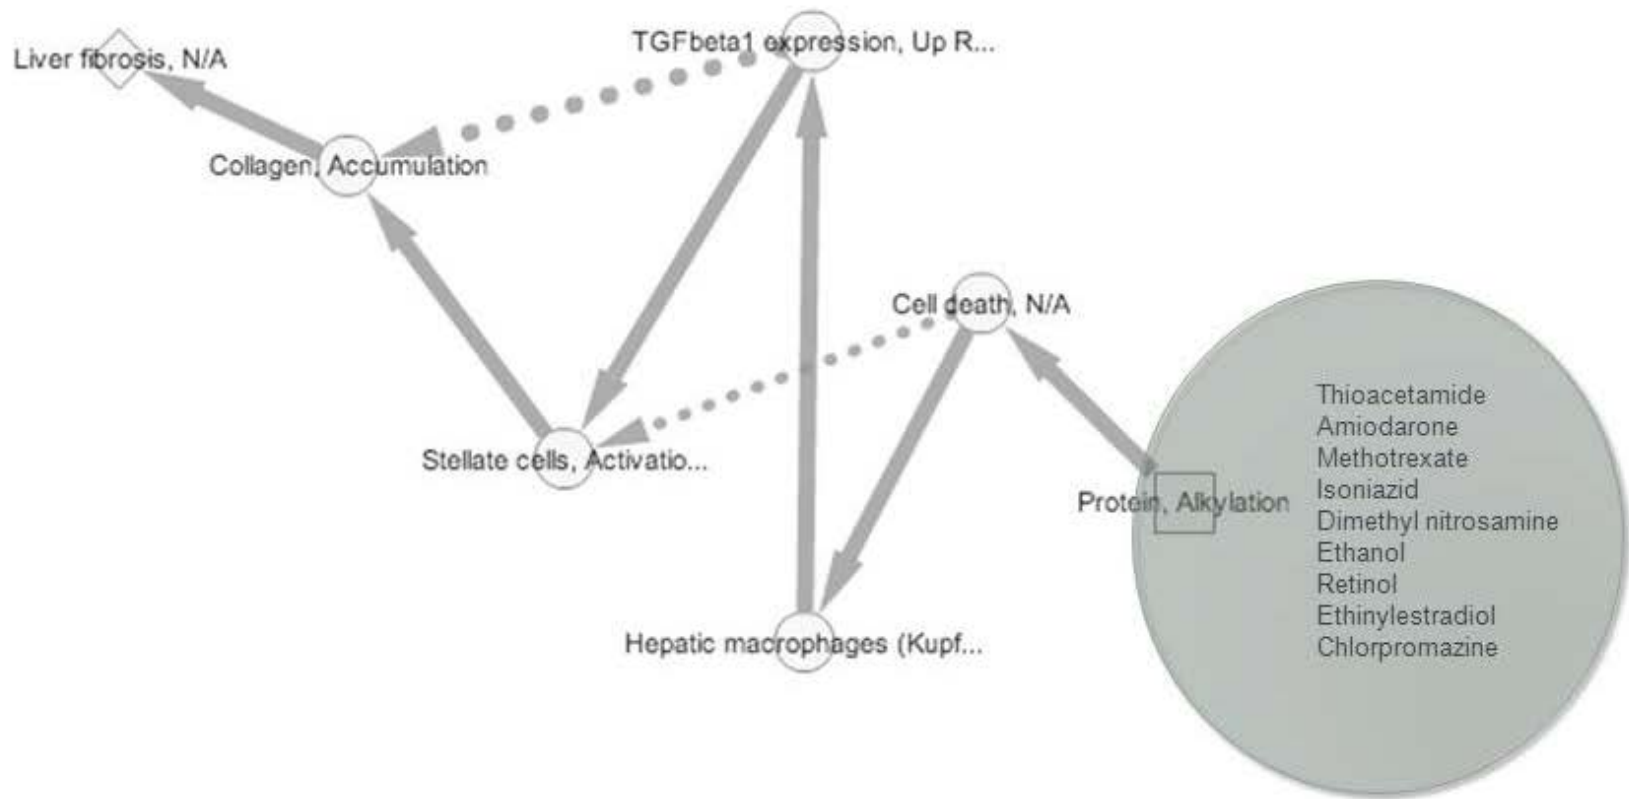 TGFbeta1 expression, Up R...
Liver fibrosis, N/A
Collagen, Accumulation
Cell death, N/A
Stellate cells, Activatio...
Hepatic macrophages (Kupf...
Protein, Alkylation
Thioacetamide
Amiodarone
Methotrexate
Isoniazid
Dimethyl nitrosamine
Ethanol
Retinol
Ethinylestradiol
Chlorpromazine